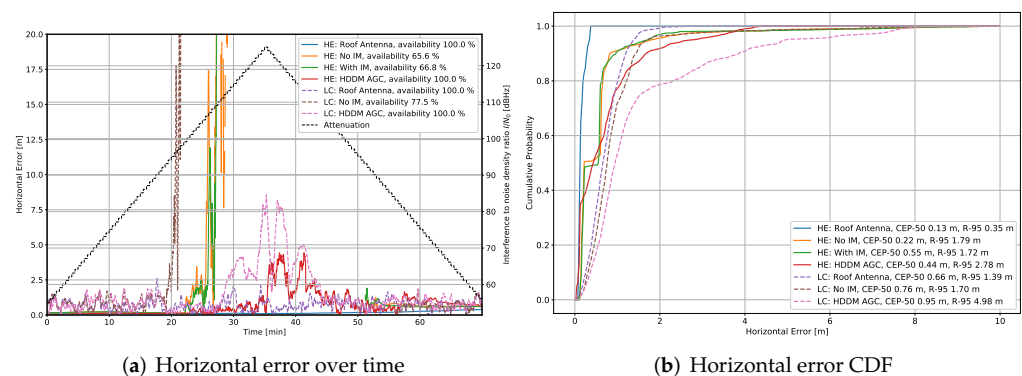 20.0
17.5
15.0
12.5
10.0
7.5
5.0
2.5
0.0
Horizontal Error [m]
HE: Roof Antenna, availability 100.0 %
HE: No IM, availability 65.6 %
HE: With IM, availability 66.8 %
HE: HDDM AGC, availability 100.0 %
LC: Roof Antenna, availability 100.0 %
LC: No IM, availability 77.5 %
LC: HDDM AGC, availability 100.0 %
Attenuation
120
110
100
90
80
70
60
Interference to noise density ratio I/N0 [dBHz]
0 10 20 30 40 50 60
Time [min]
(a) Horizontal error over time
1.0
0.8
0.6
0.4
0.2
0.0
Cumulative Probability
HE: Roof Antenna, CEP-50 0.13 m, R-95 0.35 m
HE: No IM, CEP-50 0.22 m, R-95 1.79 m
HE: With IM, CEP-50 0.55 m, R-95 1.72 m
HE: HDDM AGC, CEP-50 0.44 m, R-95 2.78 m
LC: Roof Antenna, CEP-50 0.66 m, R-95 1.39 m
LC: No IM, CEP-50 0.76 m, R-95 1.70 m
LC: HDDM AGC, CEP-50 0.95 m, R-95 4.98 m
0 2 4 6 8 10
Horizontal Error [m]
(b) Horizontal error CDF